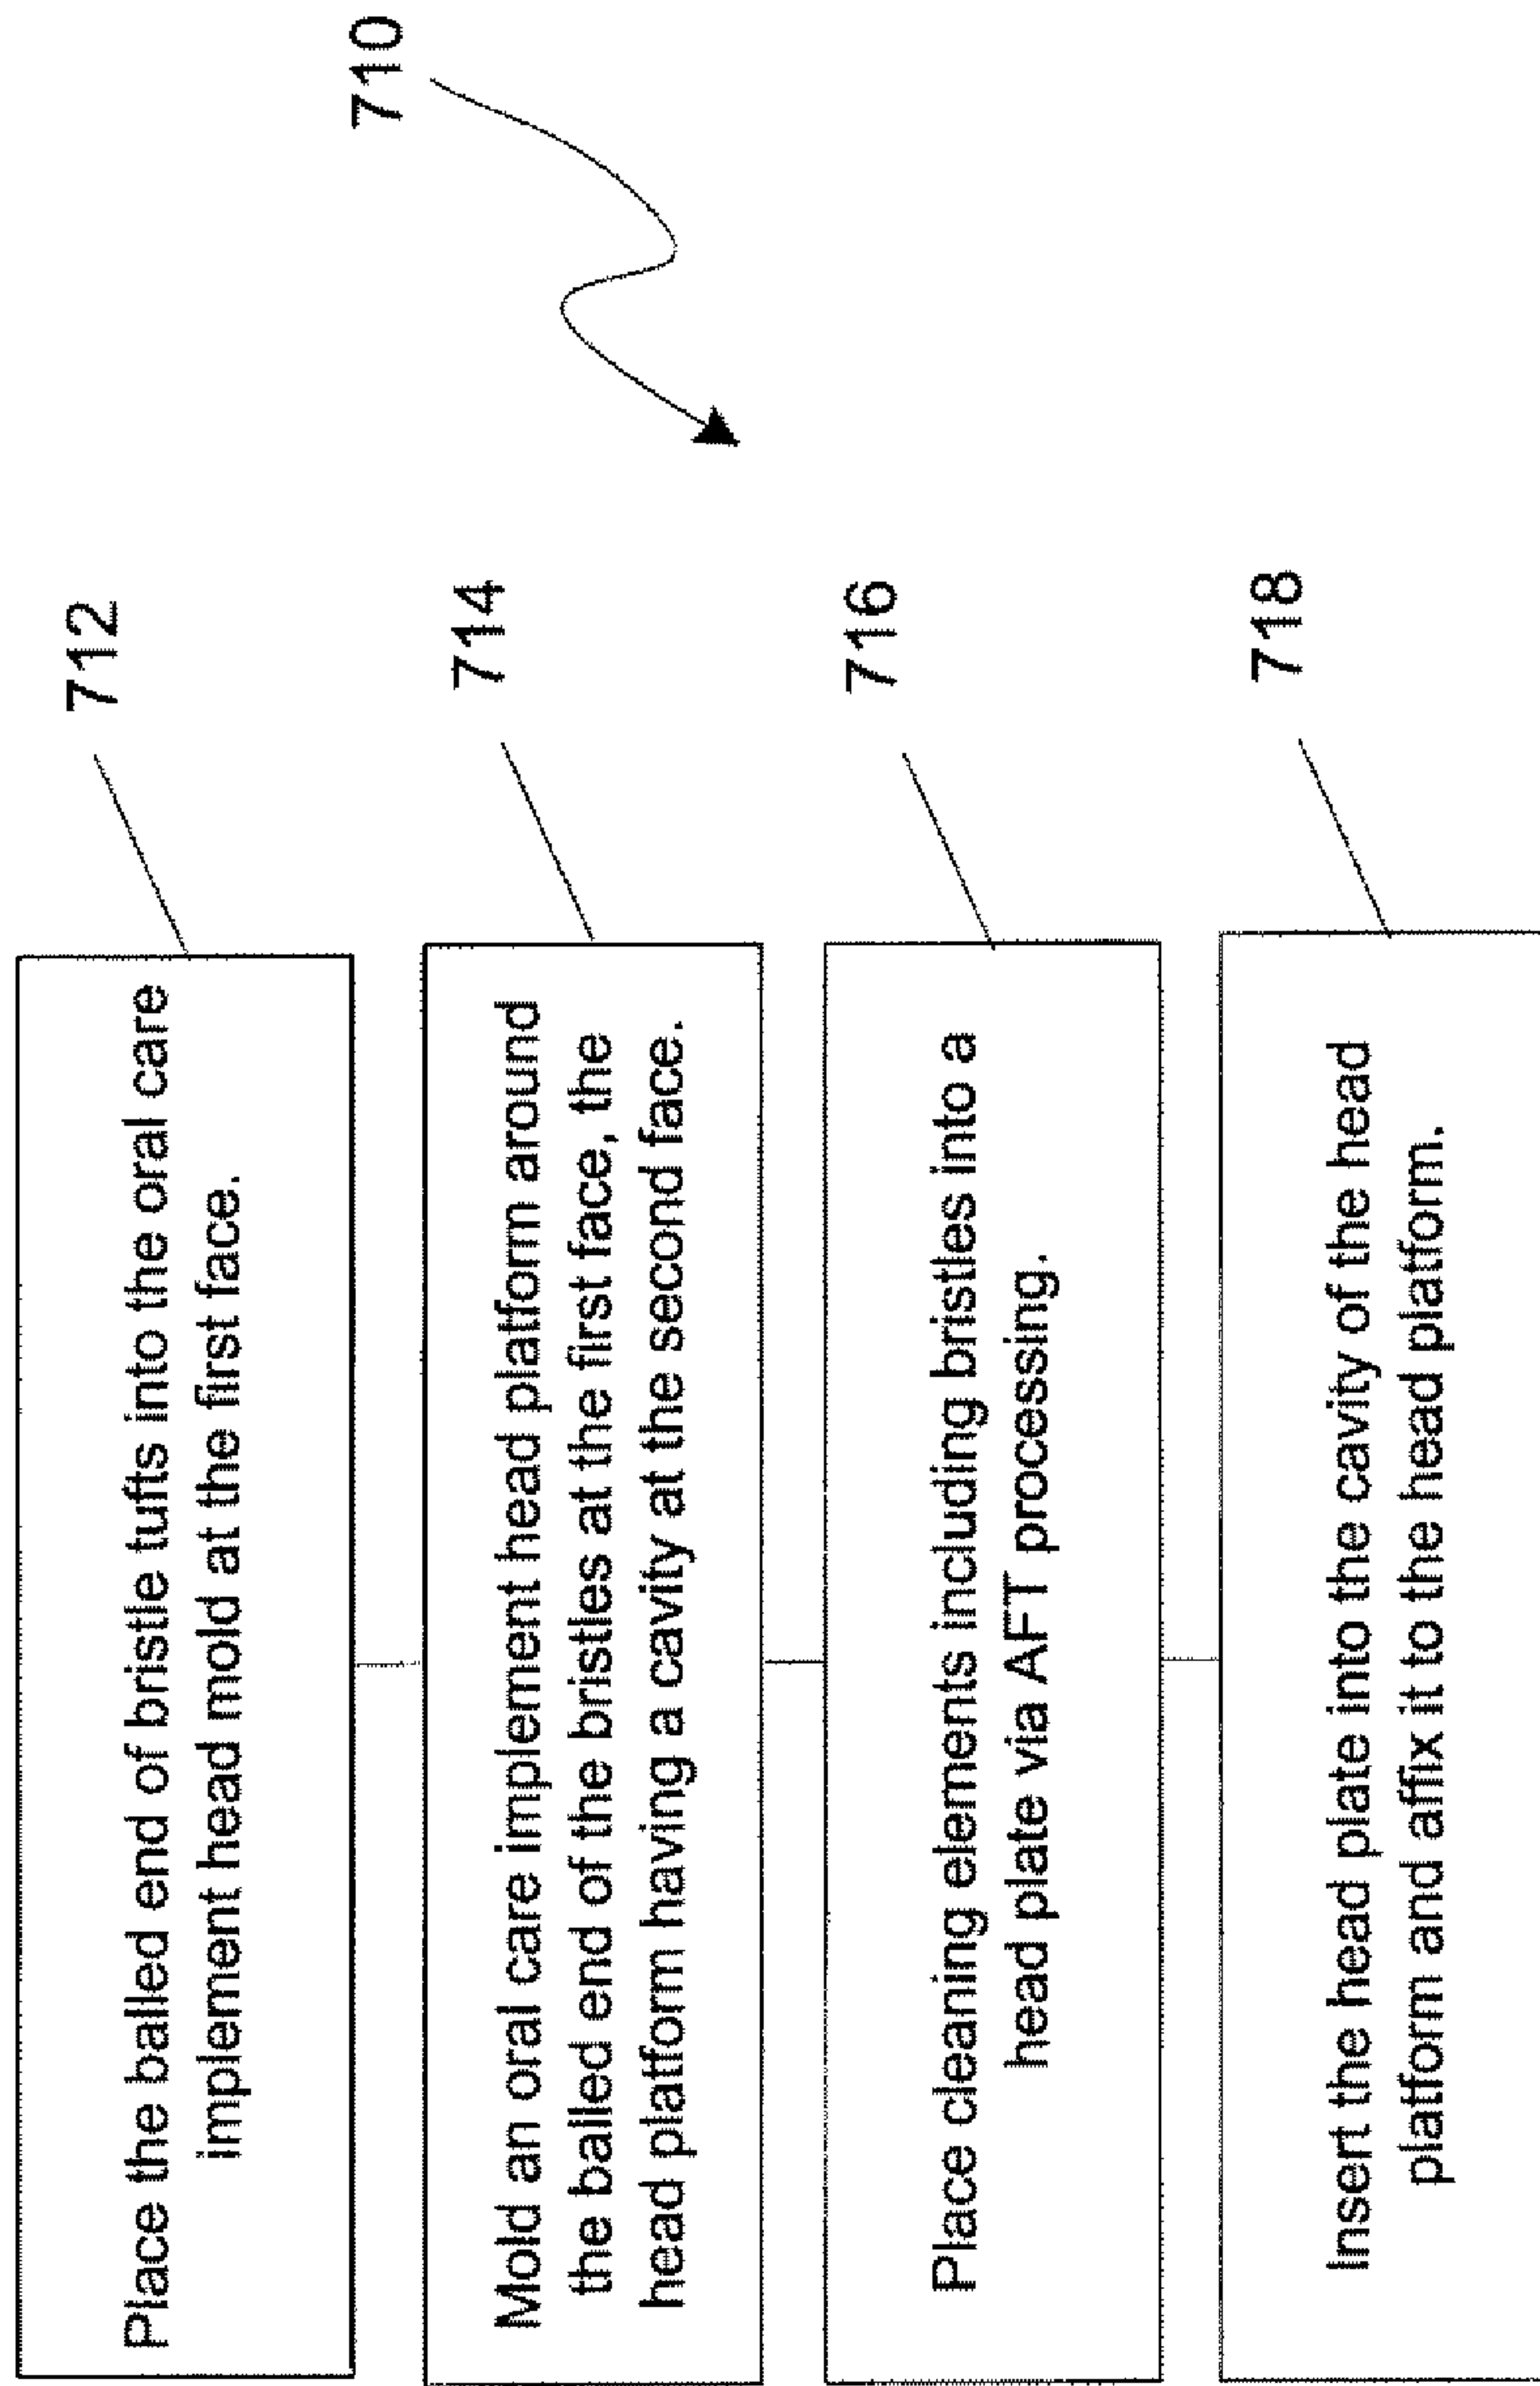 710
712
Place the balled end of bristle tufts into the oral care
implement head mold at the first face.
714
Mold an oral care implement head platform around
the balled end of the bristles at the first face, the
head platform having a cavity at the second face.
716
Place cleaning elements including bristles into a
head plate via AFT processing.
718
Insert the head plate into the cavity of the head
platform and affix it to the head platform.